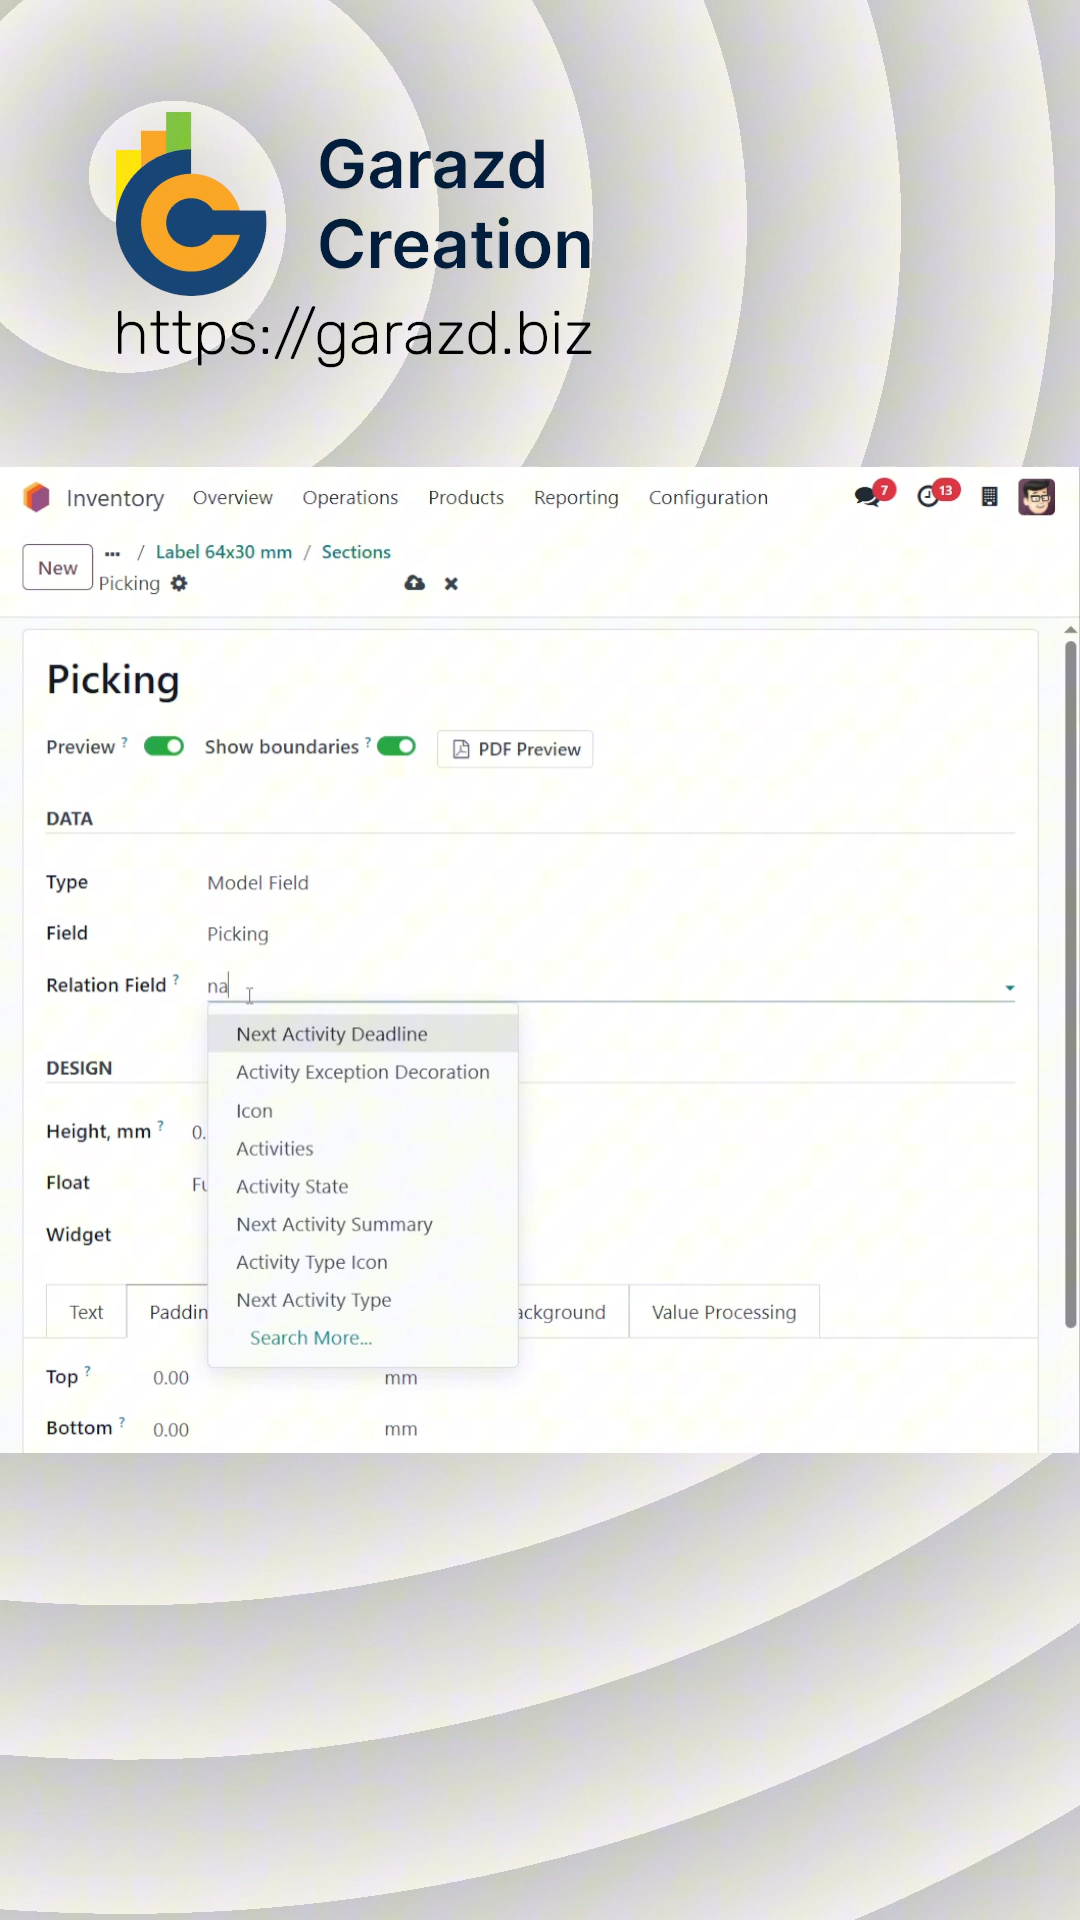 Garazd
Creation
https://garazd.biz
Inventory Overview Operations Products Reporting Configuration 7 13
New ... / Label 64x30 mm / Sections
Picking
Picking
Preview ? Show boundaries ? PDF Preview
DATA
Type Model Field
Field Picking
Relation Field ? na
Next Activity Deadline
DESIGN
Activity Exception Decoration
Icon
Height, mm ? 0.
Activities
Float Fu
Activity State
Widget
Next Activity Summary
Activity Type Icon
Next Activity Type
Text Paddin ackground Value Processing
Search More...
Top ? 0.00 mm
Bottom ? 0.00 mm